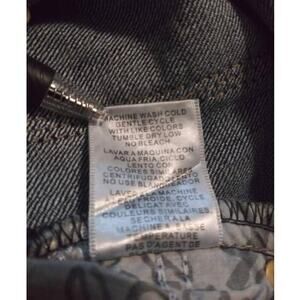 MACHINE WASH COLD
GENTLE CYCLE
WITH LIKE COLORS
TUMBLE DRY LOW
NO BLEACH
LAVAR A MAQUINA CON
AQUA FRIA, CICLO
LENTO CON
COLORES SIMILARES
CENTRIFUGADO LENTO
NO USE BLANQUEADOR
LAVER A LA MACHINE
EAU FROIDE, CYCLE
DELICAT AVEC
COULEURS SIMILAIRES
SECHER A LA
MACHINE A BASSE
TEMPERATURE
PAS D'AGENT DE